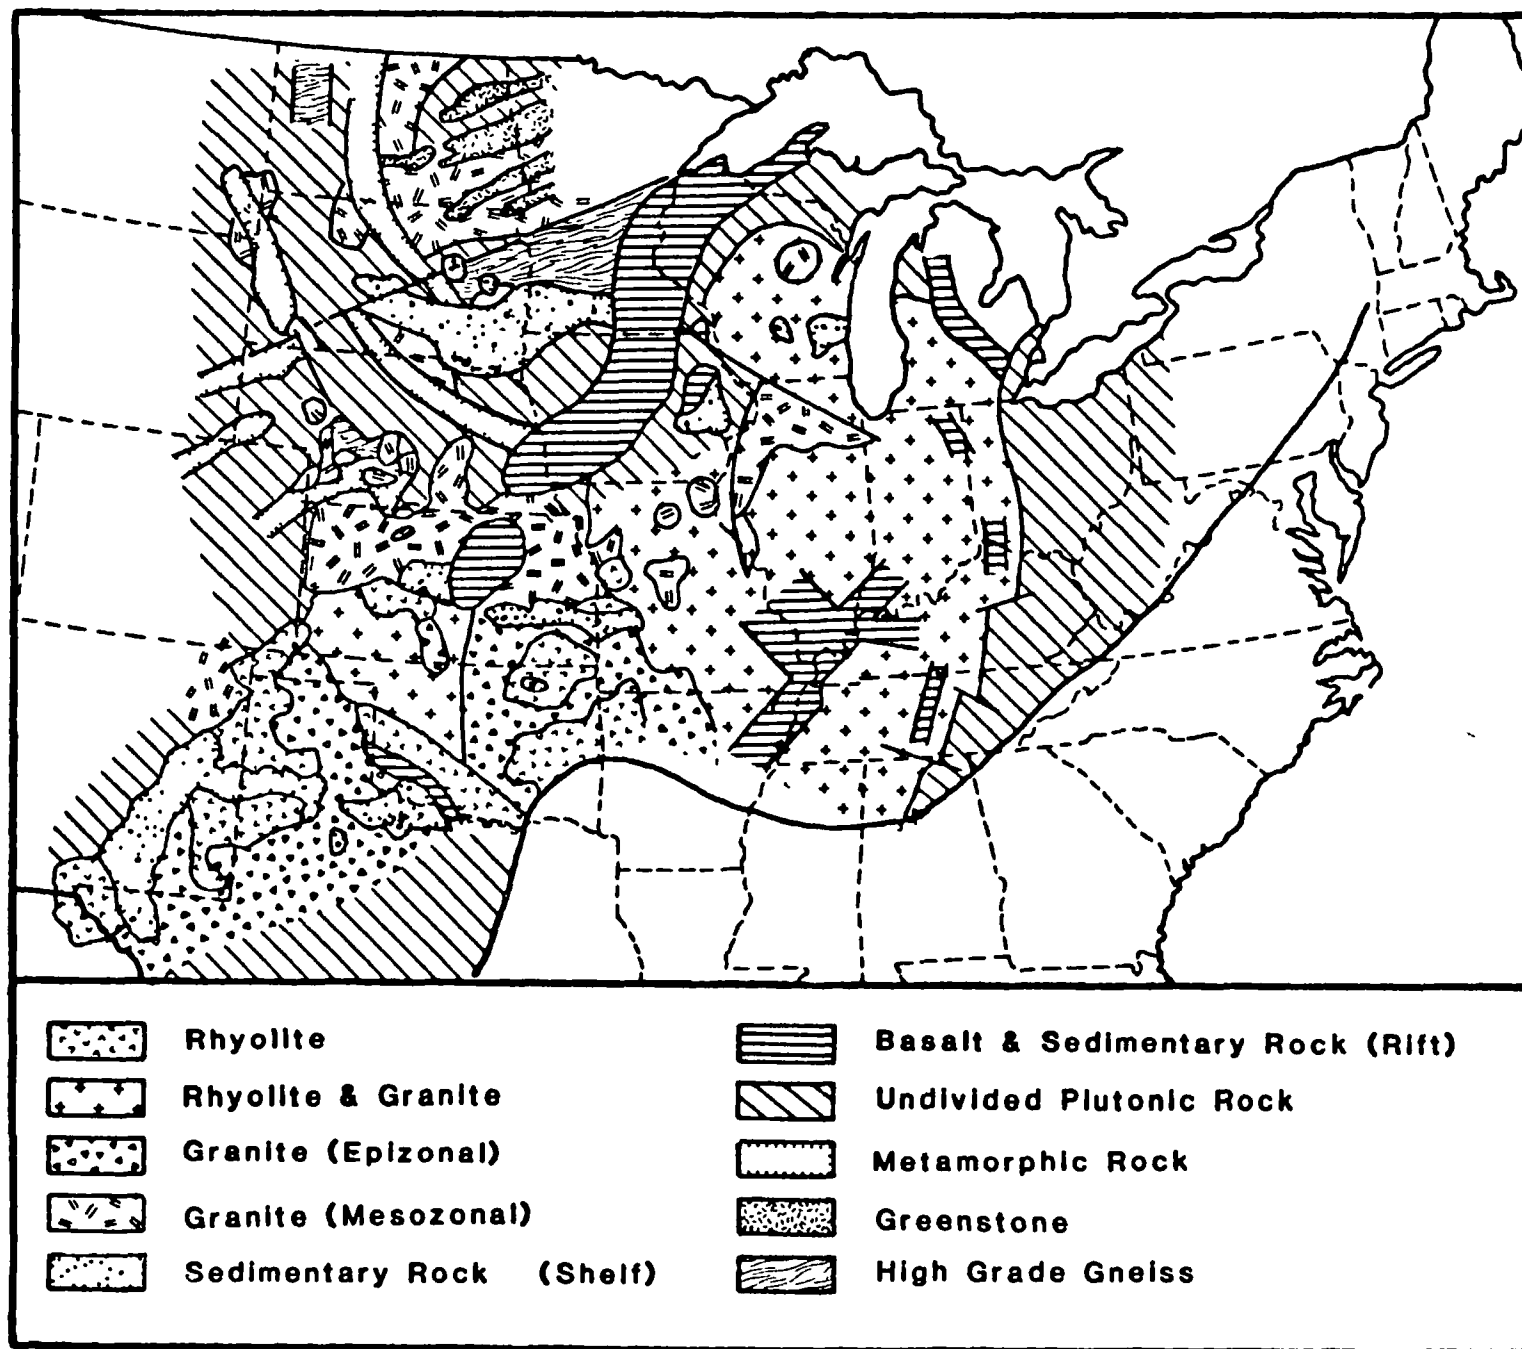 Rhyolite
Rhyolite & Granite
Granite (Epizonal)
Granite (Mesozonal)
Sedimentary Rock (Shelf)
Basalt & Sedimentary Rock (Rift)
Undivided Plutonic Rock
Metamorphic Rock
Greenstone
High Grade Gneiss